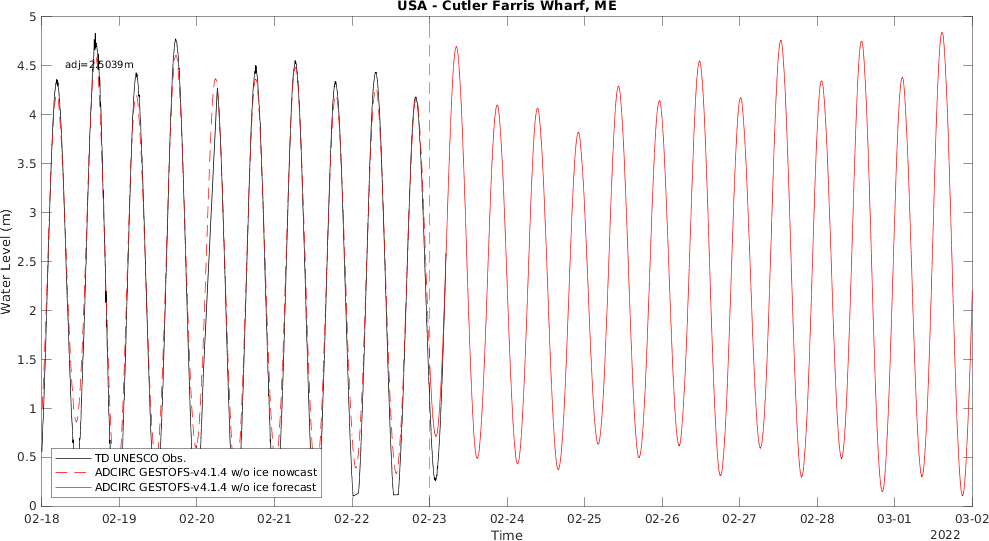 USA - Cutler Farris Wharf, ME
5
4.5
4
3.5
3
2.5
2
1.5
1
0.5
0
Water Level (m)
adj=2.5039m
TD UNESCO Obs.
ADCIRC GESTOFS-v4.1.4 w/o ice nowcast
ADCIRC GESTOFS-v4.1.4 w/o ice forecast
02-18 02-19 02-20 02-21 02-22 02-23 02-24 02-25 02-26 02-27 02-28 03-01 03-02
Time
2022